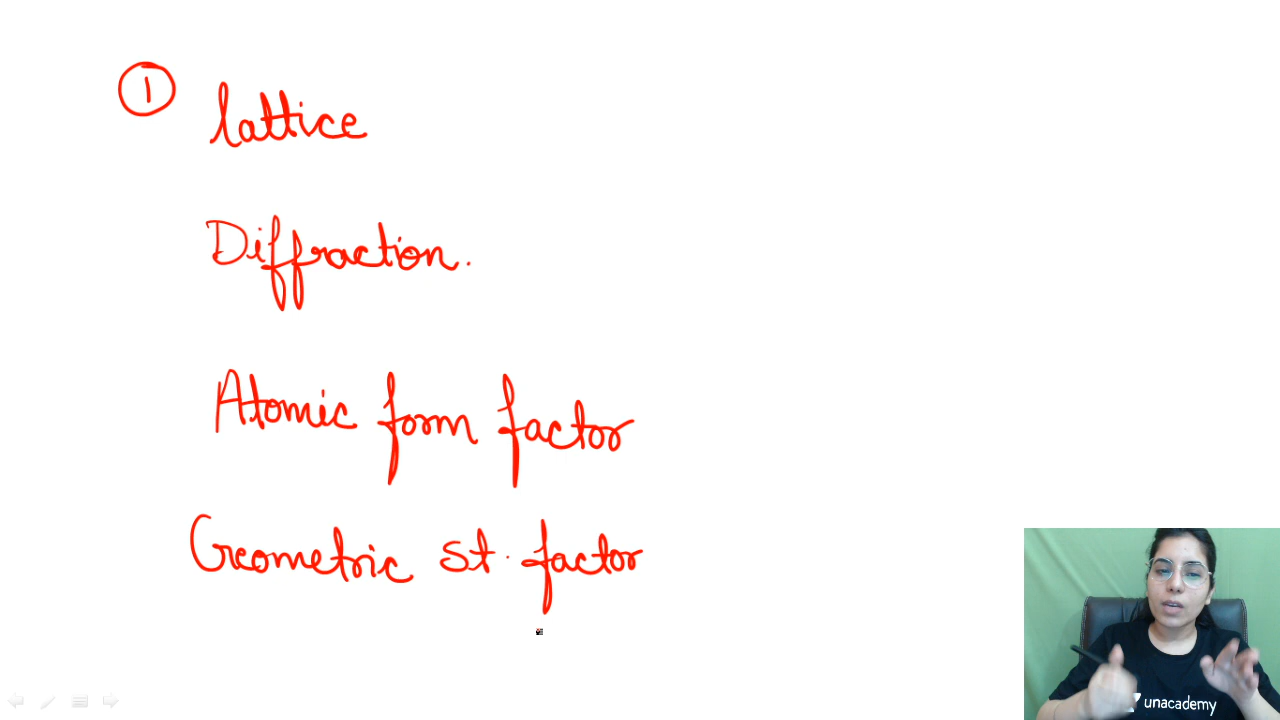 1 Lattice
Diffraction.
Atomic form factor
Geometric st. factor
unacademy